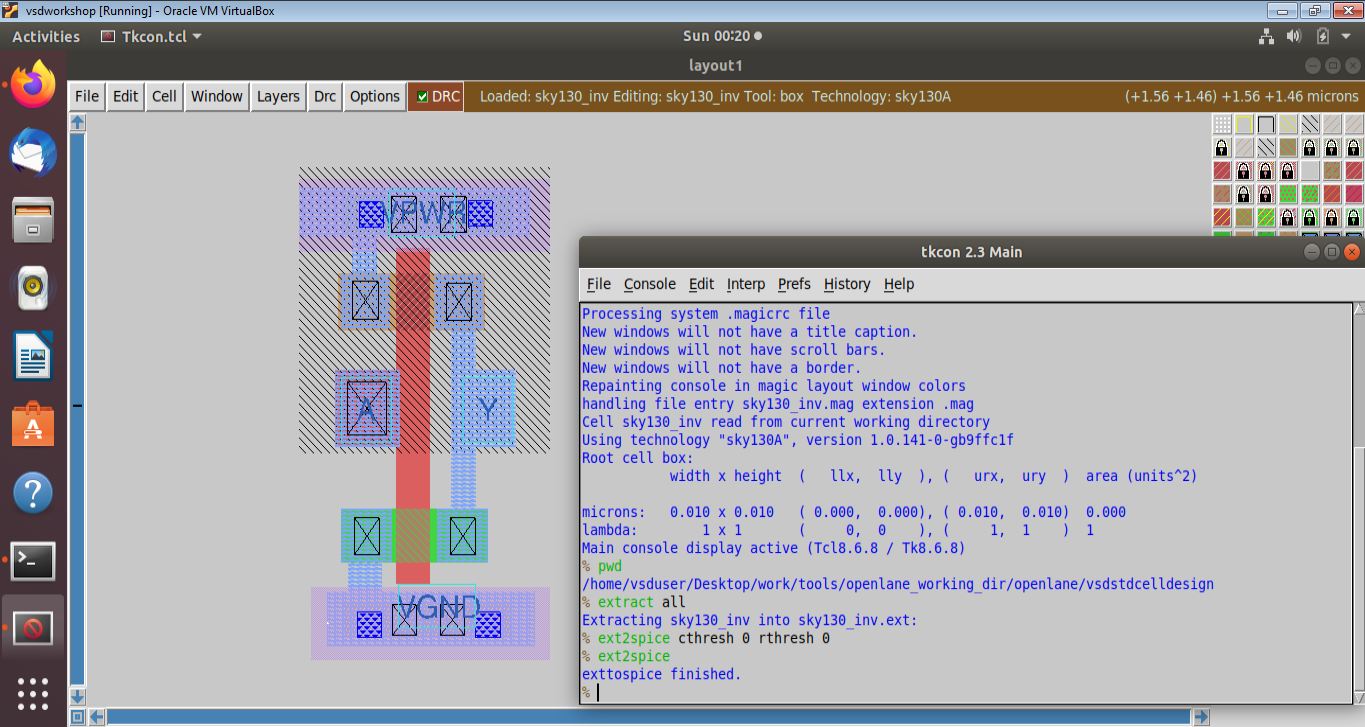 vsdworkshop [Running] - Oracle VM VirtualBox
Activities Tkcon.tcl Sun 00:20
layout1
File Edit Cell Window Layers Drc Options DRC Loaded: sky130_inv Editing: sky130_inv Tool: box Technology: sky130A (+1.56 +1.46) +1.56 +1.46 microns
VPWR
A
Y
VGND
tkcon 2.3 Main
File Console Edit Interp Prefs History Help
Processing system .magicrc file
New windows will not have a title caption.
New windows will not have scroll bars.
New windows will not have a border.
Repainting console in magic layout window colors
handling file entry sky130_inv.mag extension .mag
Cell sky130_inv read from current working directory
Using technology "sky130A", version 1.0.141-0-gb9ffc1f
Root cell box:
width x height ( llx, lly ), ( urx, ury ) area (units^2)
microns: 0.010 x 0.010 ( 0.000, 0.000), ( 0.010, 0.010) 0.000
lambda: 1 x 1 ( 0, 0 ), ( 1, 1 ) 1
Main console display active (Tcl8.6.8 / Tk8.6.8)
% pwd
/home/vsduser/Desktop/work/tools/openlane_working_dir/openlane/vsdstdcelldesign
% extract all
Extracting sky130_inv into sky130_inv.ext:
% ext2spice cthresh 0 rthresh 0
% ext2spice
exttospice finished.
%